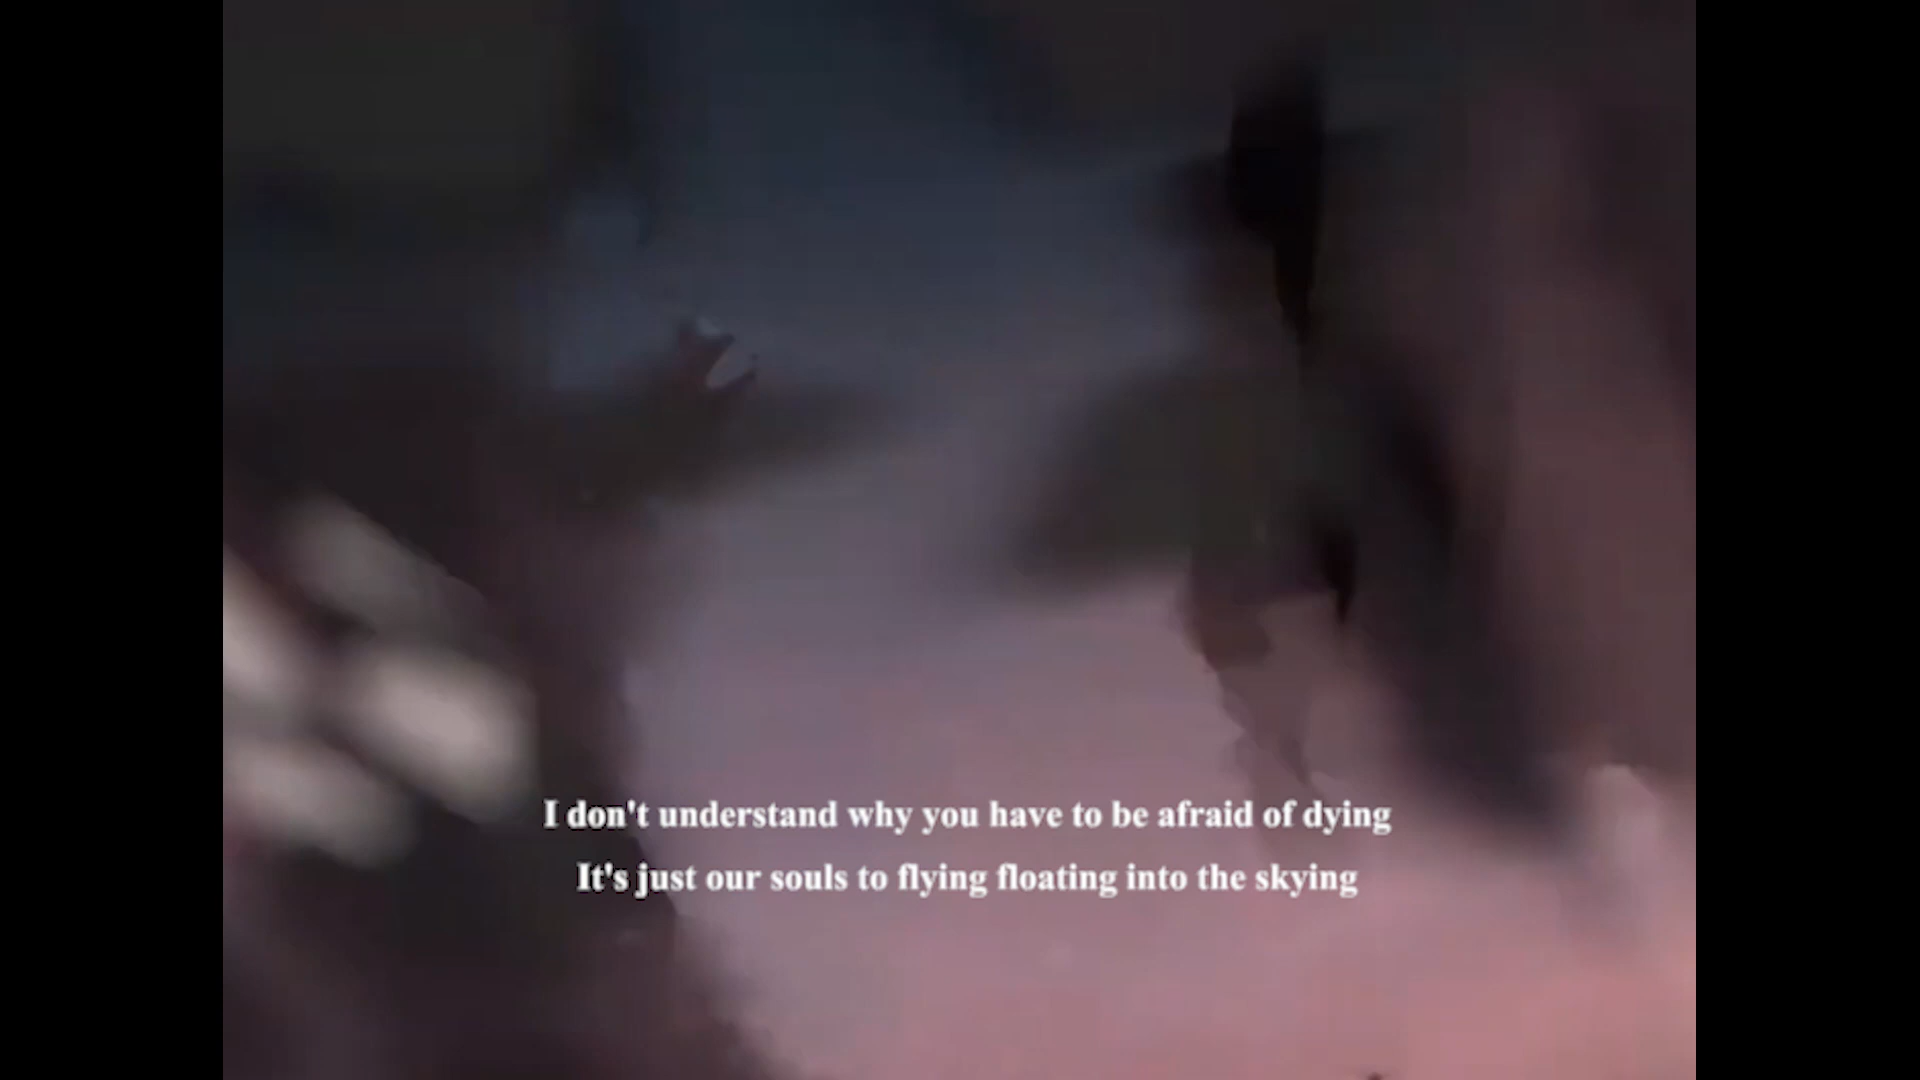 I don't understand why you have to be afraid of dying
It's just our souls to flying floating into the skying